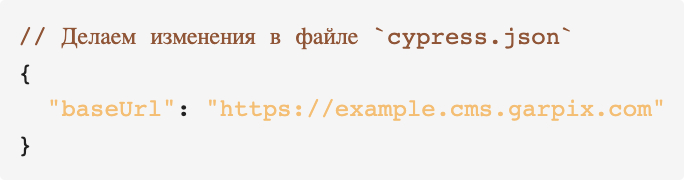 // Делаем изменения в файле `cypress.json`
{
"baseUrl": "https://example.cms.garpix.com"
}